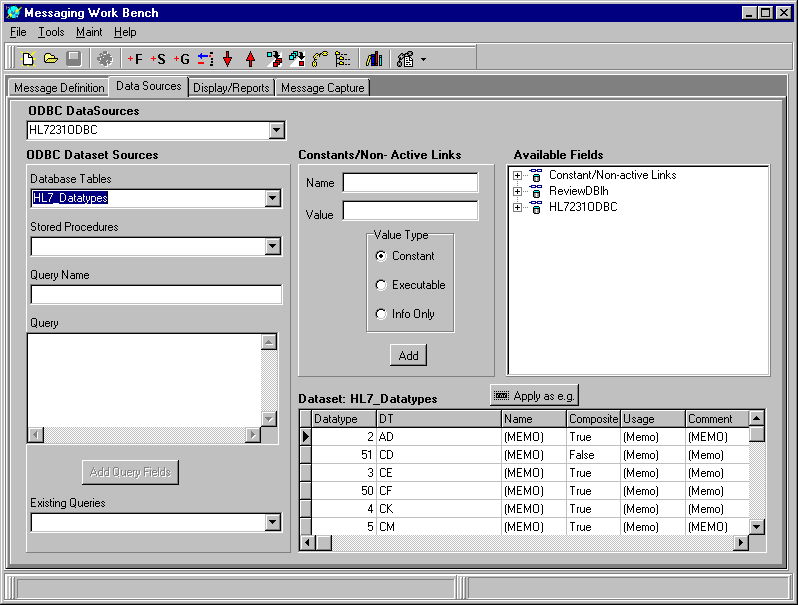 Messaging Work Bench
File Tools Maint Help
+F +S +G
Message Definition Data Sources Display/Reports Message Capture
ODBC DataSources
HL7231ODBC
ODBC Dataset Sources Constants/Non- Active Links Available Fields
Database Tables
HL7_Datatypes
Stored Procedures
Query Name
Query
Add Query Fields
Existing Queries
Name
Value
Value Type
Constant
Executable
Info Only
Add
Constant/Non-active Links
ReviewDBIh
HL7231ODBC
Dataset: HL7_Datatypes Apply as e.g.
Datatype DT Name Composite Usage Comment
2 AD (MEMO) True (Memo) (MEMO)
51 CD (MEMO) False (Memo) (Memo)
3 CE (MEMO) True (Memo) (Memo)
50 CF (MEMO) True (Memo) (Memo)
4 CK (MEMO) True (Memo) (Memo)
5 CM (MEMO) True (Memo) (MEMO)